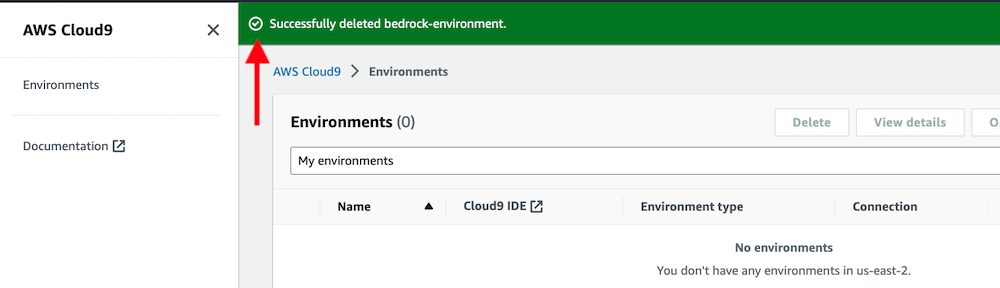 AWS Cloud9
Successfully deleted bedrock-environment.
Environments
Documentation
AWS Cloud9 > Environments
Environments (0)
Delete
View details
My environments
Name
Cloud9 IDE
Environment type
Connection
No environments
You don't have any environments in us-east-2.